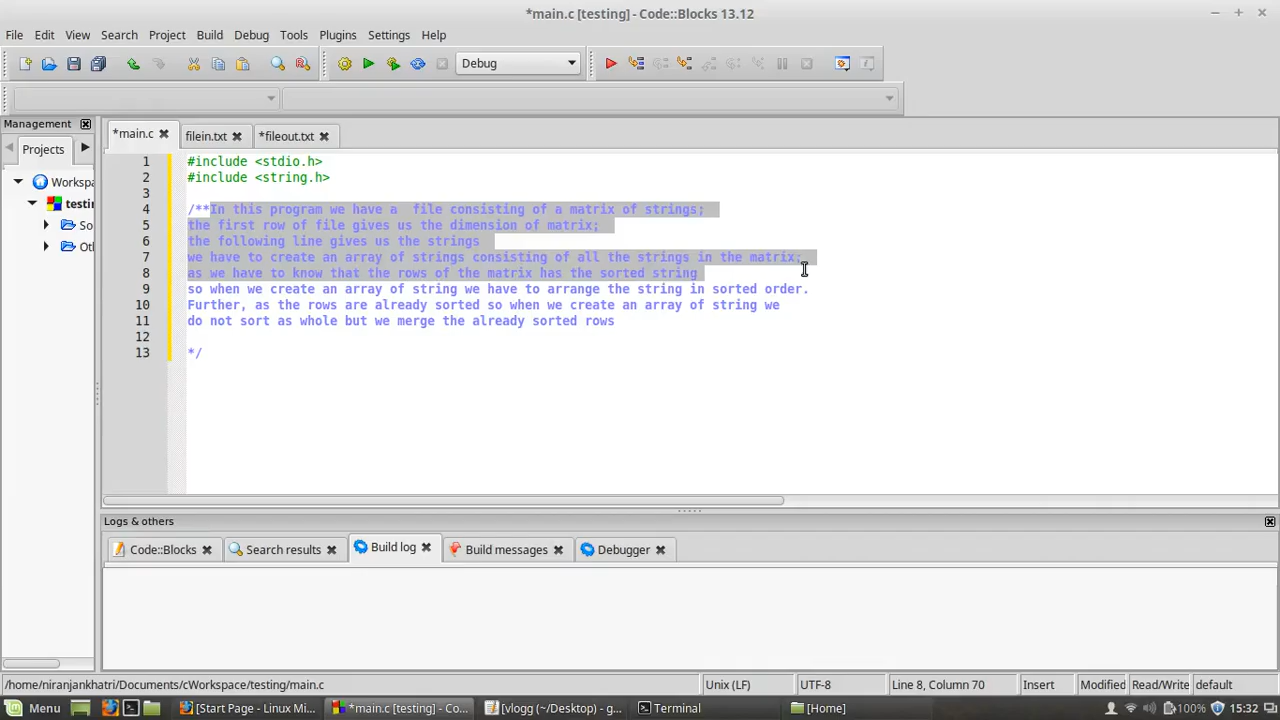 *main.c [testing] - Code::Blocks 13.12
File Edit View Search Project Build Debug Tools Plugins Settings Help
Debug
Management
*main.c filein.txt *fileout.txt
Projects
Workspa
testin
So
Oth
1 #include <stdio.h>
2 #include <string.h>
3
4 /**In this program we have a  file consisting of a matrix of strings;
5 the first row of file gives us the dimension of matrix;
6 the following line gives us the strings
7 we have to create an array of strings consisting of all the strings in the matrix;
8 as we have to know that the rows of the matrix has the sorted string
9 so when we create an array of string we have to arrange the string in sorted order.
10 Further, as the rows are already sorted so when we create an array of string we
11 do not sort as whole but we merge the already sorted rows
12
13 */
Logs & others
Code::Blocks Search results Build log Build messages Debugger
/home/niranjankhatri/Documents/cWorkspace/testing/main.c Unix (LF) UTF-8 Line 8, Column 70 Insert Modified Read/Write default
Menu [Start Page - Linux Mi... *main.c [testing] - Co... vlogg (~/Desktop) - g... Terminal [Home] 100% 15:32